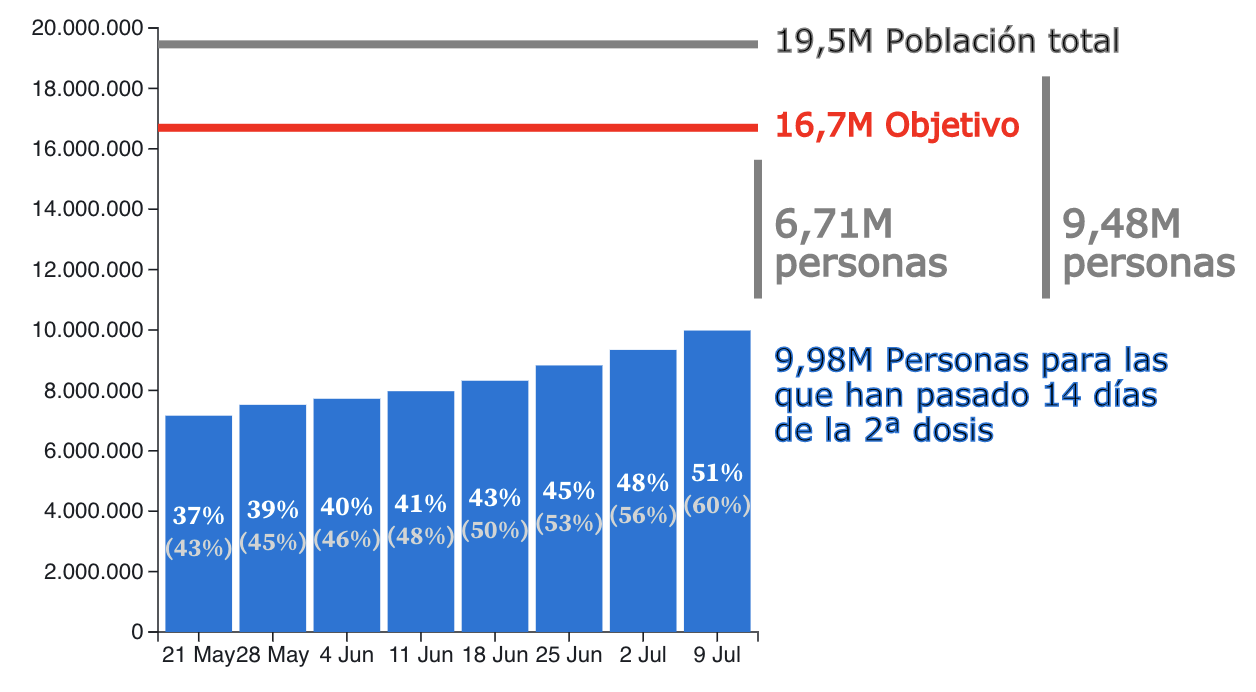 20.000.000
18.000.000
16.000.000
14.000.000
12.000.000
10.000.000
8.000.000
6.000.000
4.000.000
2.000.000
0
19,5M Población total
16,7M Objetivo
6,71M
personas
9,48M
personas
9,98M Personas para las
que han pasado 14 días
de la 2ª dosis
37%
(43%)
39%
(45%)
40%
(46%)
41%
(48%)
43%
(50%)
45%
(53%)
48%
(56%)
51%
(60%)
21 May
28 May
4 Jun
11 Jun
18 Jun
25 Jun
2 Jul
9 Jul